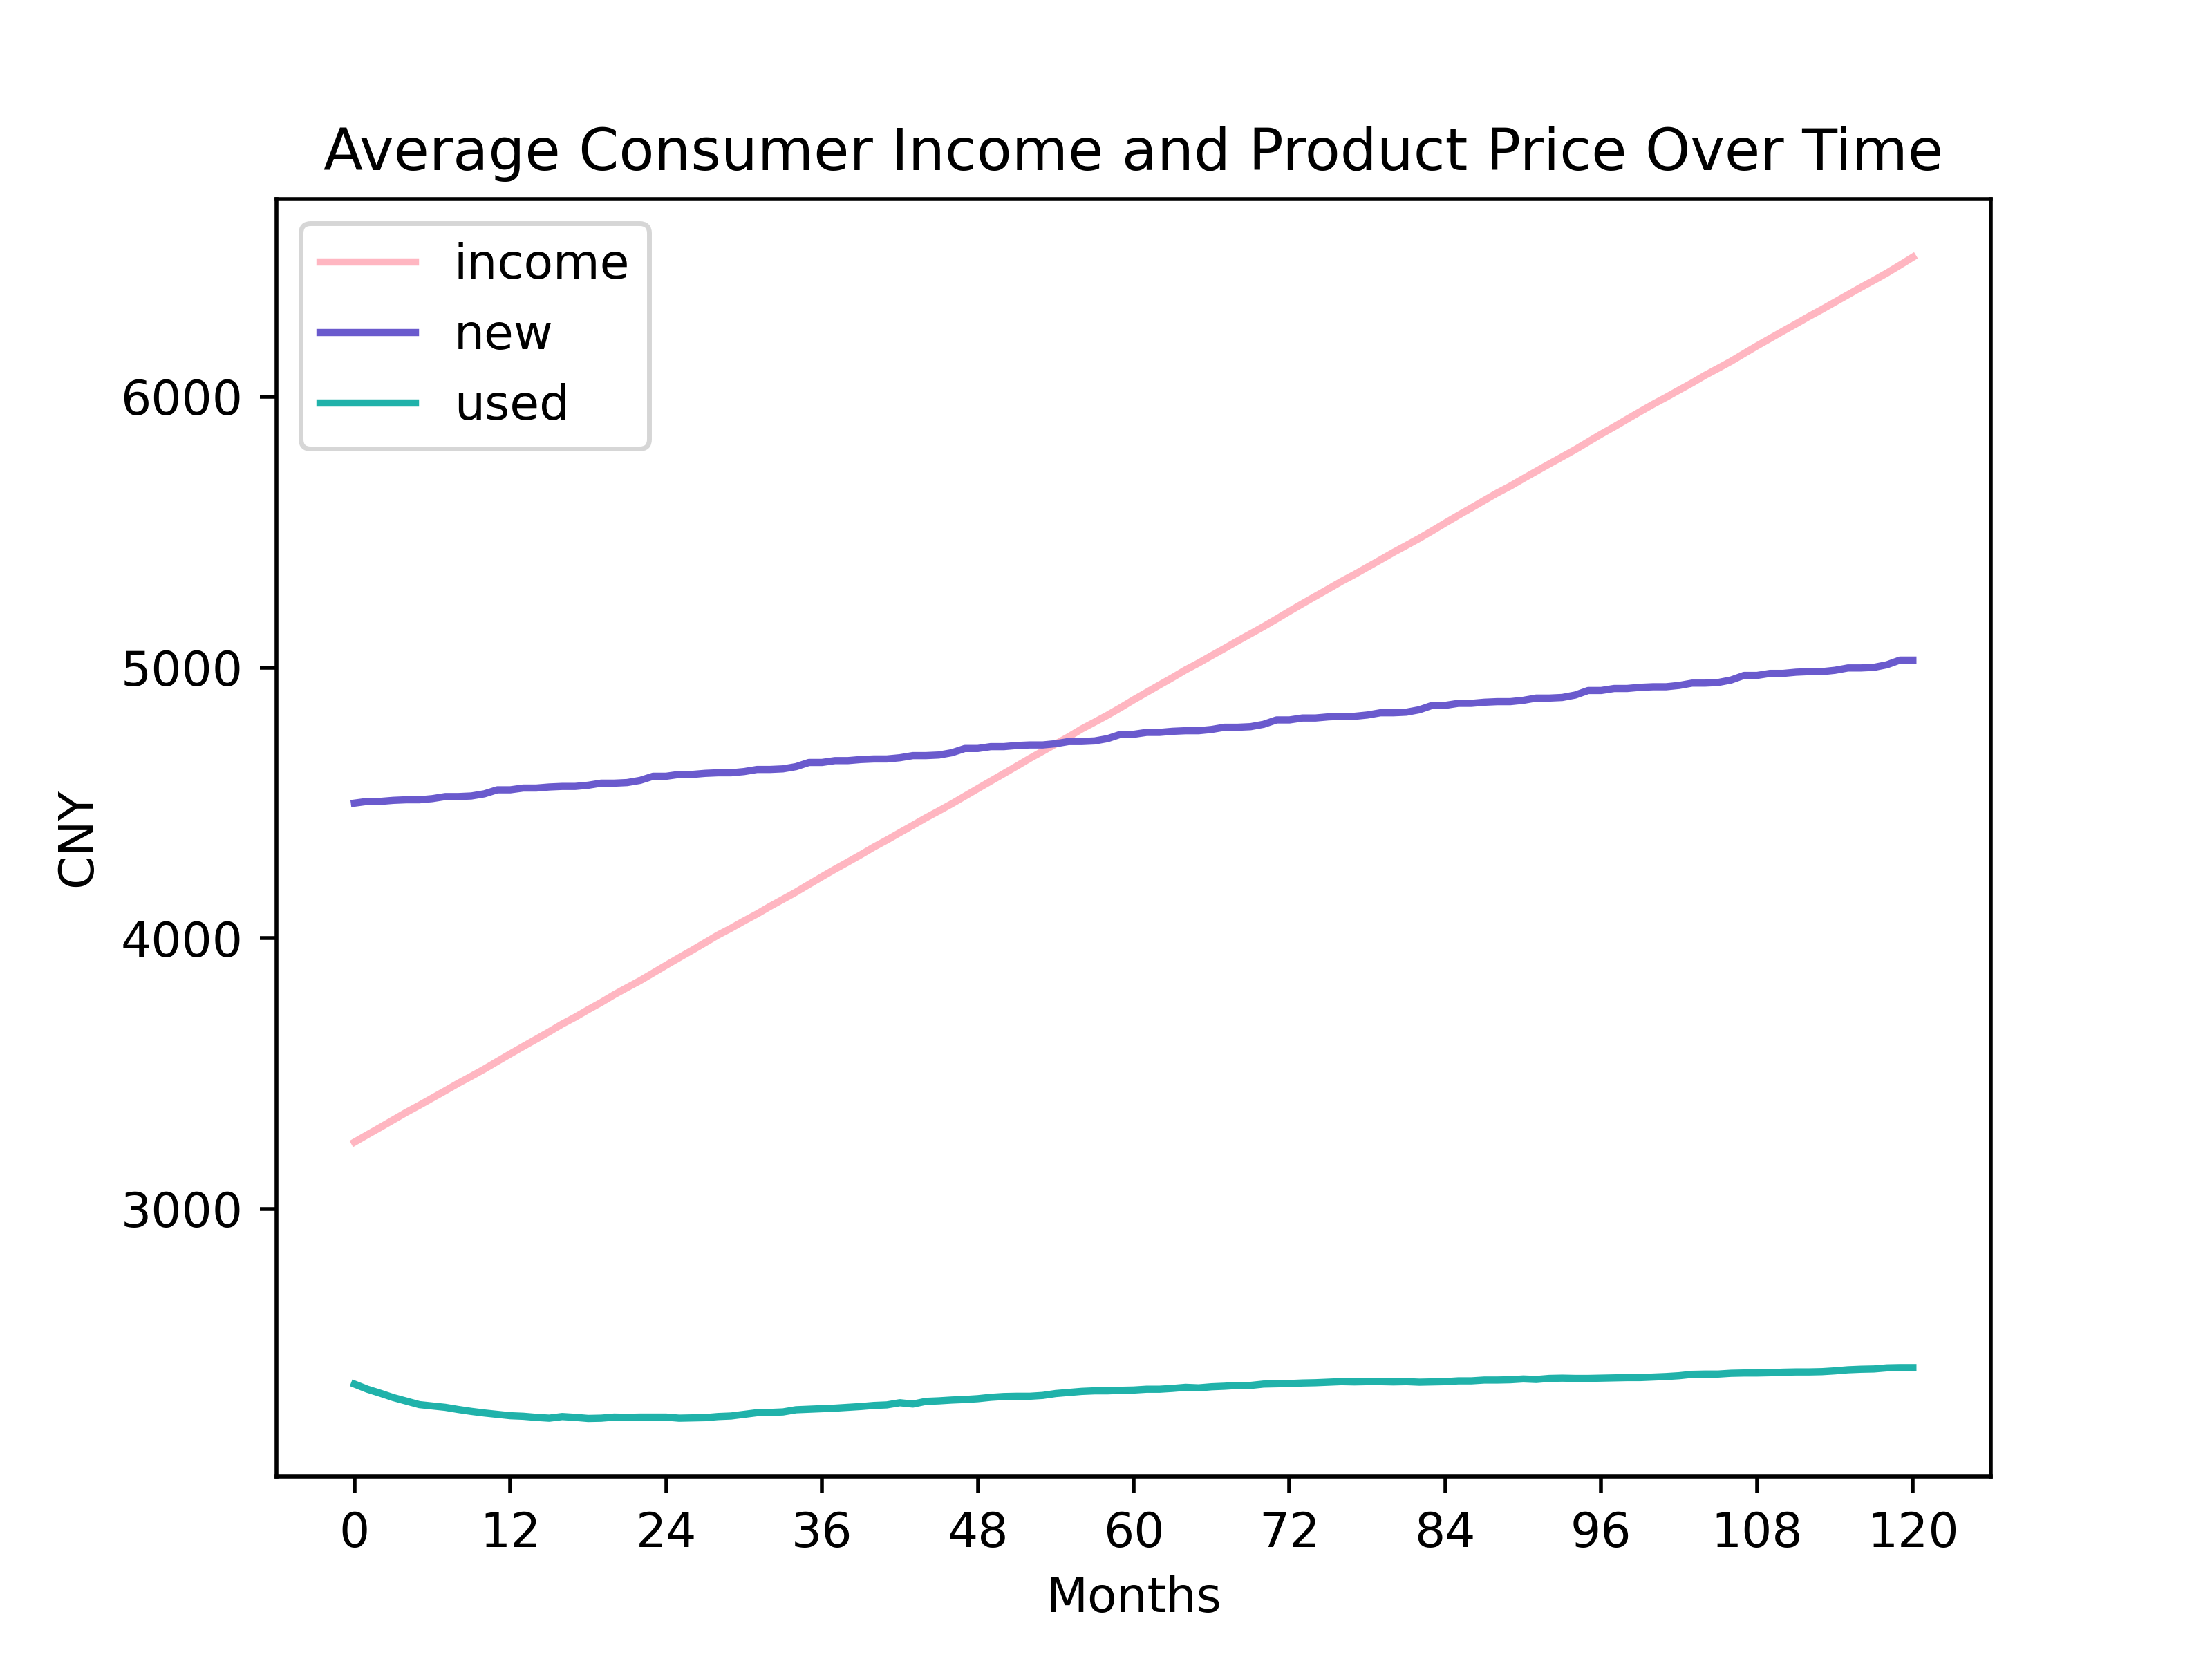 Average Consumer Income and Product Price Over Time
income
new
used
6000
5000
4000
3000
CNY
0 12 24 36 48 60 72 84 96 108 120
Months